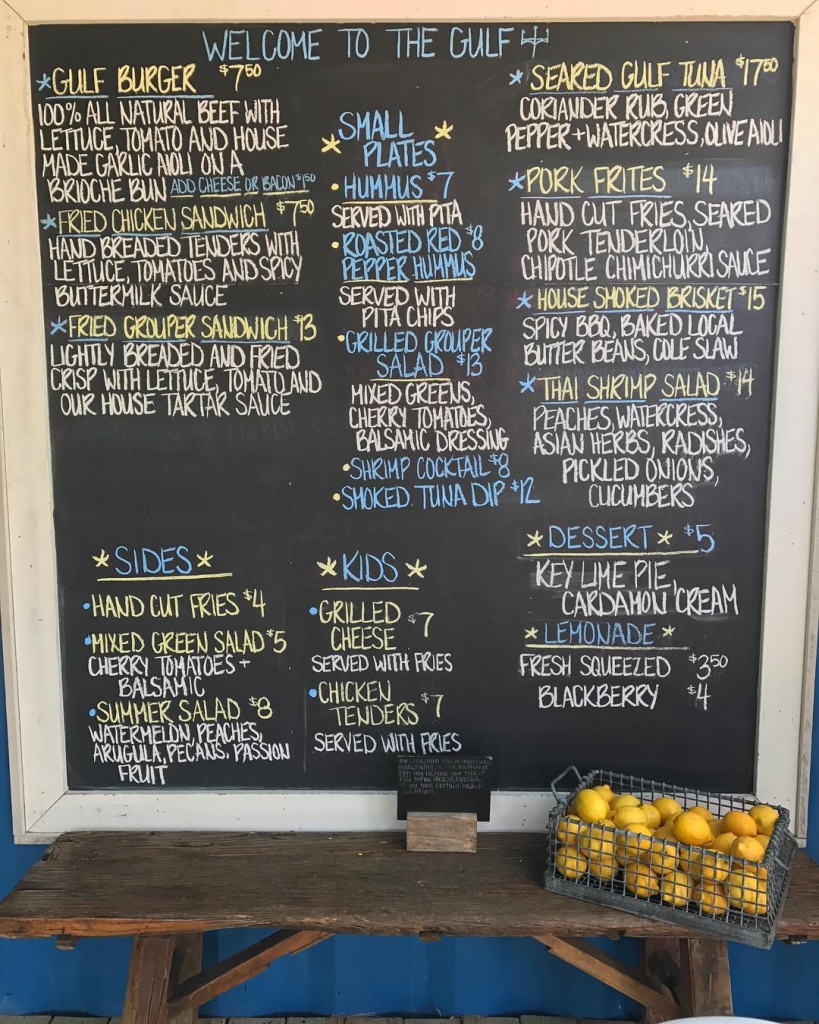 WELCOME TO THE GULF
*GULF BURGER $7.50
100% ALL NATURAL BEEF WITH
LETTUCE, TOMATO AND HOUSE
MADE GARLIC AIOLI ON A
BRIOCHE BUN ADD CHEESE OR BACON $1.50
*FRIED CHICKEN SANDWICH $7.50
HAND BREADED TENDERS WITH
LETTUCE, TOMATOES AND SPICY
BUTTERMILK SAUCE
*FRIED GROUPER SANDWICH $13
LIGHTLY BREADED AND FRIED
CRISP WITH LETTUCE, TOMATO, AND
OUR HOUSE TARTAR SAUCE
*SMALL
PLATES*
•HUMMUS $7
SERVED WITH PITA
•ROASTED RED $8
PEPPER HUMMUS
SERVED WITH
PITA CHIPS
•GRILLED GROUPER
SALAD $13
MIXED GREENS,
CHERRY TOMATOES,
BALSAMIC DRESSING
•SHRIMP COCKTAIL $8
•SMOKED TUNA DIP $12
*SEARED GULF TUNA $17.50
CORIANDER RUB, GREEN
PEPPER + WATERCRESS, OLIVE AIOLI
*PORK FRITES $14
HAND CUT FRIES, SEARED
PORK TENDERLOIN,
CHIPOTLE CHIMICHURRI SAUCE
*HOUSE SMOKED BRISKET $15
SPICY BBQ, BAKED LOCAL
BUTTER BEANS, COLE SLAW
*THAI SHRIMP SALAD $14
PEACHES, WATERCRESS,
ASIAN HERBS, RADISHES,
PICKLED ONIONS,
CUCUMBERS
*SIDES*
•HAND CUT FRIES $4
•MIXED GREEN SALAD $5
CHERRY TOMATOES +
BALSAMIC
•SUMMER SALAD $8
WATERMELON, PEACHES,
ARUGULA, PECANS, PASSION
FRUIT
*KIDS*
•GRILLED
CHEESE $7
SERVED WITH FRIES
•CHICKEN
TENDERS $7
SERVED WITH FRIES
*DESSERT* $5
KEY LIME PIE,
CARDAMON CREAM
*LEMONADE*
FRESH SQUEEZED $3.50
BLACKBERRY $4